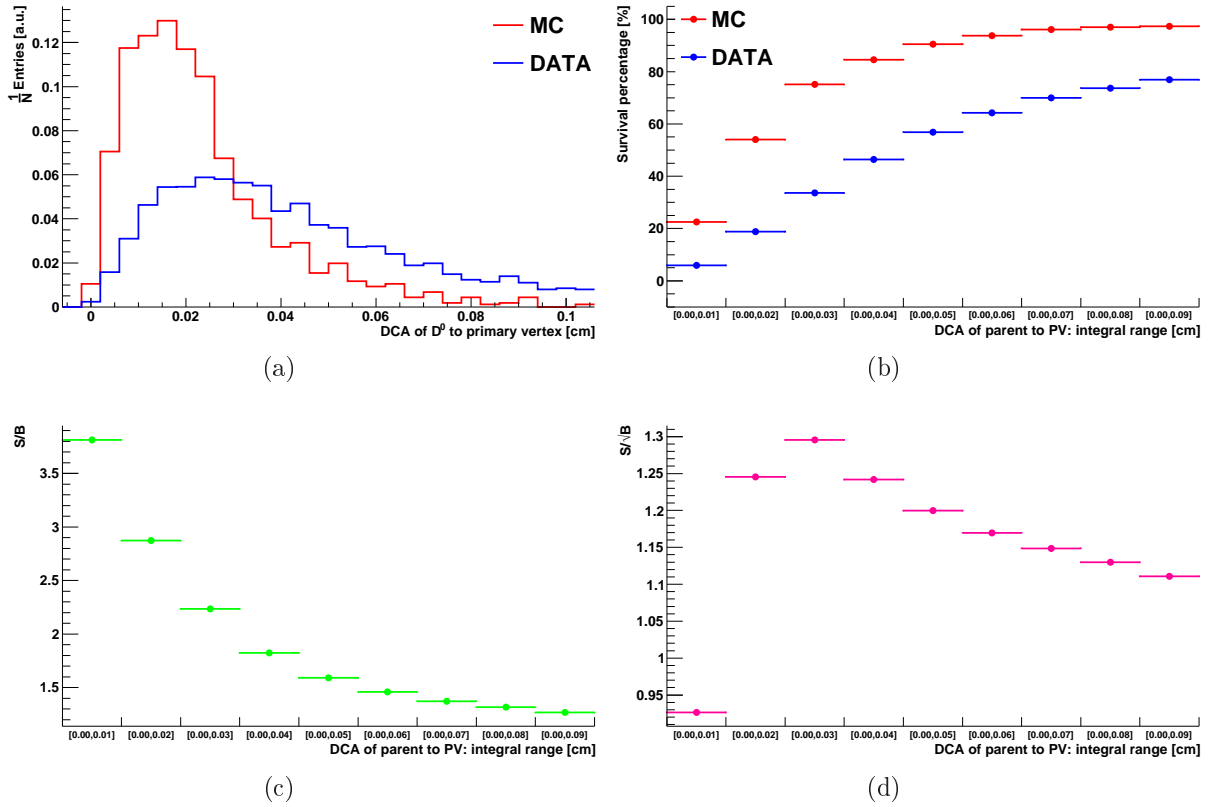 1/N Entries [a.u.]
0.12
0.1
0.08
0.06
0.04
0.02
0
MC
DATA
0 0.02 0.04 0.06 0.08 0.1
DCA of D⁰ to primary vertex [cm]
(a)
Survival percentage [%]
100
80
60
40
20
0
MC
DATA
[0.00,0.01] [0.00,0.02] [0.00,0.03] [0.00,0.04] [0.00,0.05] [0.00,0.06] [0.00,0.07] [0.00,0.08] [0.00,0.09]
DCA of parent to PV: integral range [cm]
(b)
S/B
3.5
3
2.5
2
1.5
[0.00,0.01] [0.00,0.02] [0.00,0.03] [0.00,0.04] [0.00,0.05] [0.00,0.06] [0.00,0.07] [0.00,0.08] [0.00,0.09]
DCA of parent to PV: integral range [cm]
(c)
S/√B
1.3
1.25
1.2
1.15
1.1
1.05
1
0.95
[0.00,0.01] [0.00,0.02] [0.00,0.03] [0.00,0.04] [0.00,0.05] [0.00,0.06] [0.00,0.07] [0.00,0.08] [0.00,0.09]
DCA of parent to PV: integral range [cm]
(d)